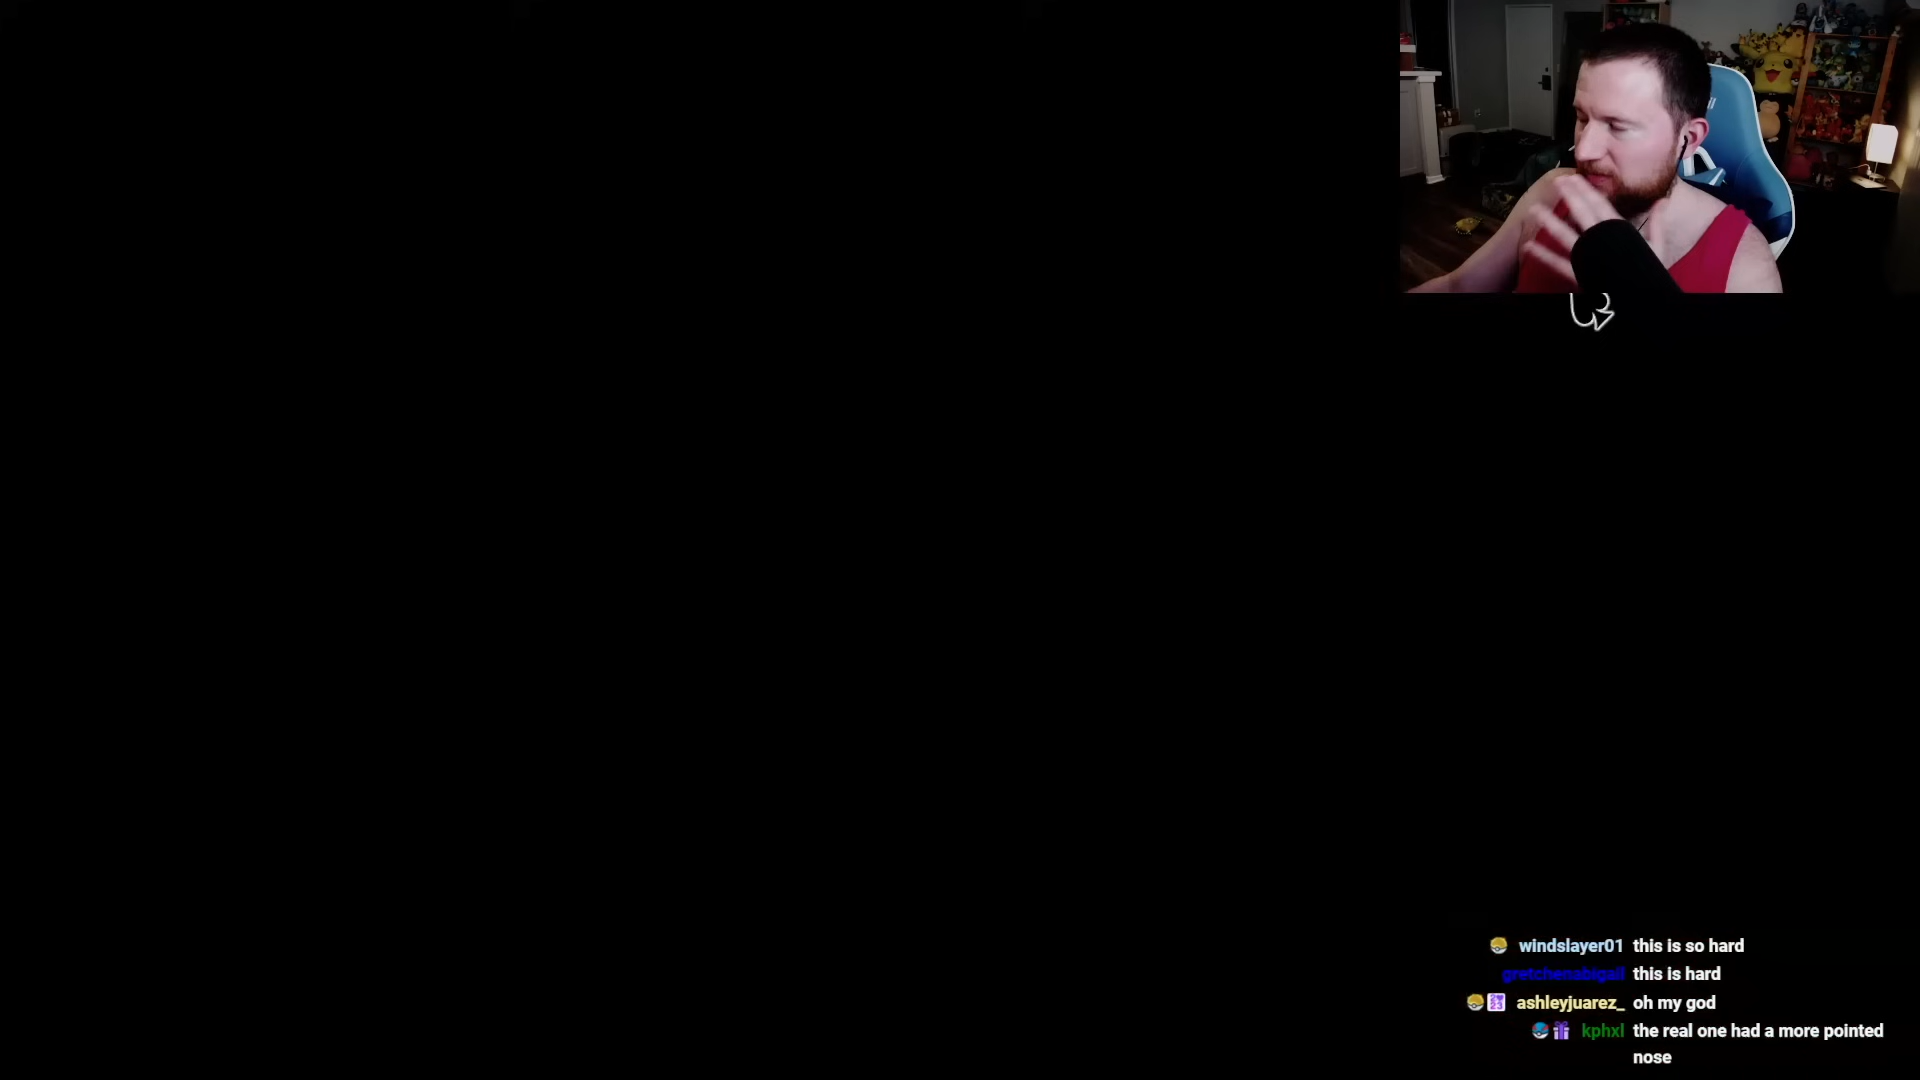 windslayer01 this is so hard
gretchenabigail this is hard
ashleyjuarez_ oh my god
kphxl the real one had a more pointed
nose